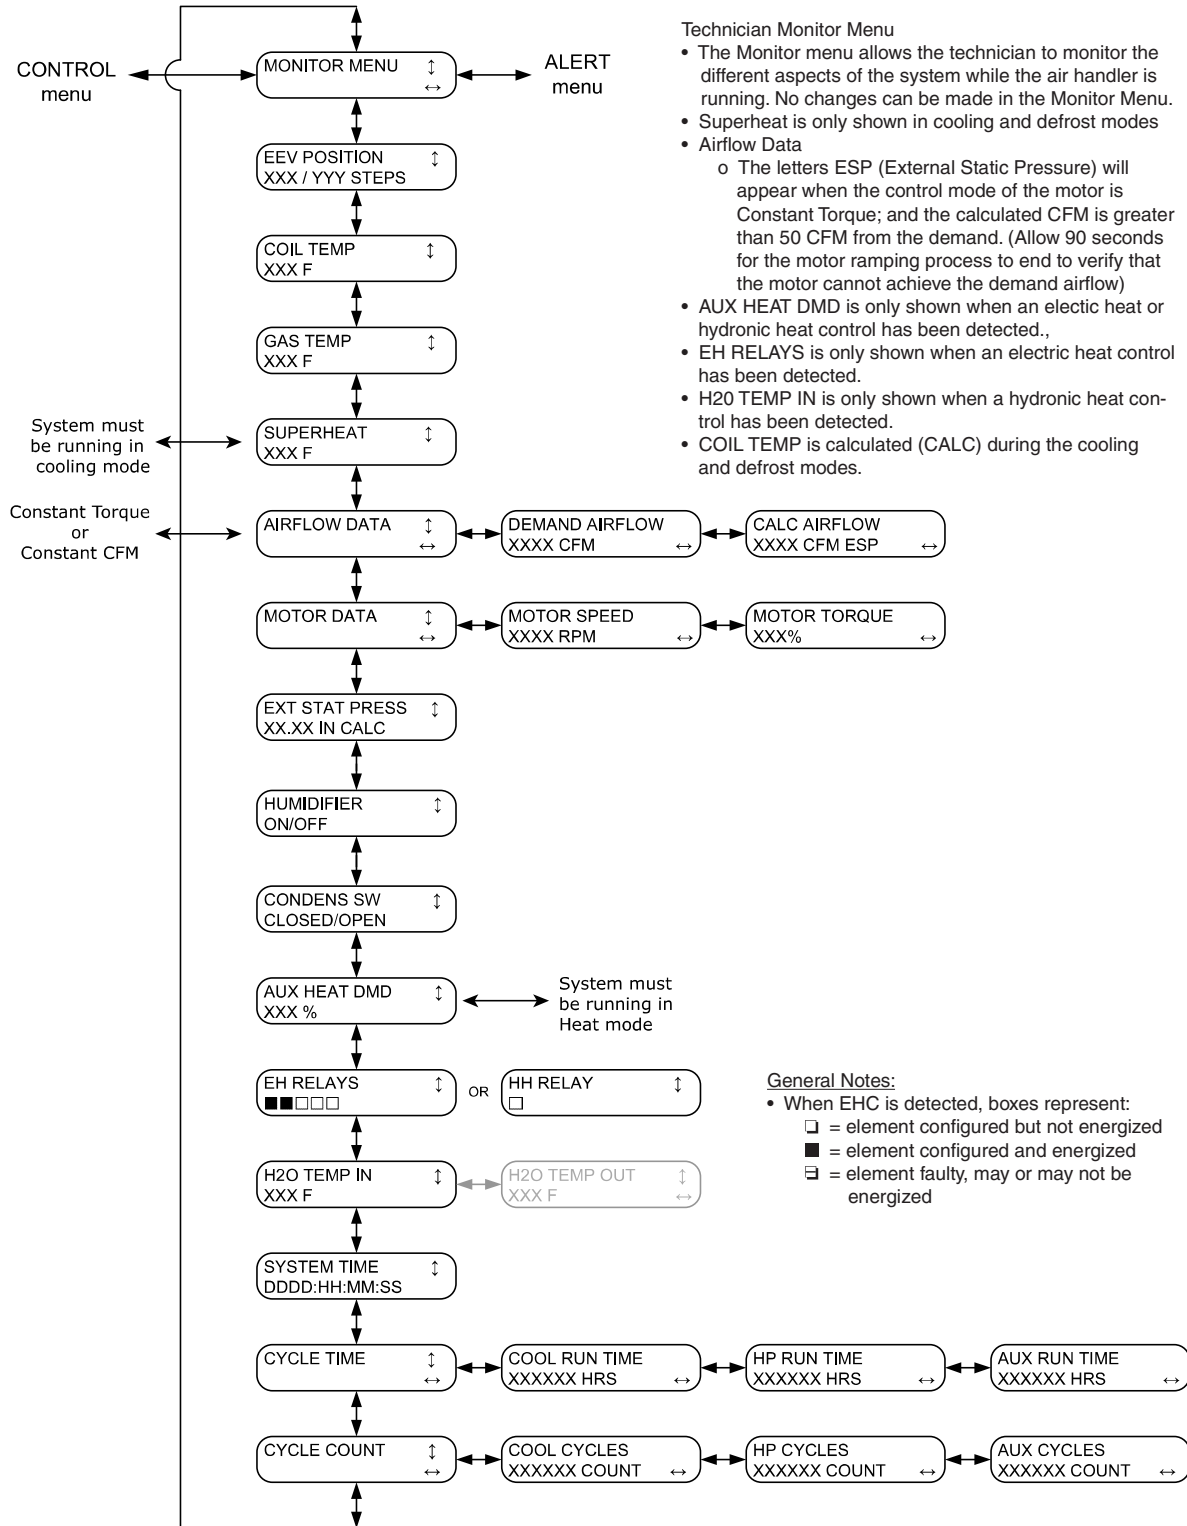 CONTROL
menu
MONITOR MENU ↕
↔
ALERT
menu
Technician Monitor Menu
• The Monitor menu allows the technician to monitor the
different aspects of the system while the air handler is
running. No changes can be made in the Monitor Menu.
• Superheat is only shown in cooling and defrost modes
• Airflow Data
o The letters ESP (External Static Pressure) will
appear when the control mode of the motor is
Constant Torque; and the calculated CFM is greater
than 50 CFM from the demand. (Allow 90 seconds
for the motor ramping process to end to verify that
the motor cannot achieve the demand airflow)
• AUX HEAT DMD is only shown when an electic heat or
hydronic heat control has been detected.,
• EH RELAYS is only shown when an electric heat control
has been detected.
• H20 TEMP IN is only shown when a hydronic heat con-
trol has been detected.
• COIL TEMP is calculated (CALC) during the cooling
and defrost modes.
EEV POSITION ↕
XXX / YYY STEPS
COIL TEMP ↕
XXX F
GAS TEMP ↕
XXX F
System must
be running in
cooling mode
SUPERHEAT ↕
XXX F
Constant Torque
or
Constant CFM
AIRFLOW DATA ↕
↔
DEMAND AIRFLOW
XXXX CFM ↔
CALC AIRFLOW
XXXX CFM ESP ↔
MOTOR DATA ↕
↔
MOTOR SPEED
XXXX RPM ↔
MOTOR TORQUE
XXX% ↔
EXT STAT PRESS ↕
XX.XX IN CALC
HUMIDIFIER ↕
ON/OFF
CONDENS SW ↕
CLOSED/OPEN
AUX HEAT DMD ↕
XXX %
System must
be running in
Heat mode
EH RELAYS ↕
■■□□□
OR
HH RELAY ↕
□
General Notes:
• When EHC is detected, boxes represent:
❏ = element configured but not energized
■ = element configured and energized
⊟ = element faulty, may or may not be
energized
H2O TEMP IN ↕
XXX F
H2O TEMP OUT ↕
XXX F ↔
SYSTEM TIME ↕
DDDD:HH:MM:SS
CYCLE TIME ↕
↔
COOL RUN TIME
XXXXXX HRS ↔
HP RUN TIME
XXXXXX HRS ↔
AUX RUN TIME
XXXXXX HRS ↔
CYCLE COUNT ↕
↔
COOL CYCLES
XXXXXX COUNT ↔
HP CYCLES
XXXXXX COUNT ↔
AUX CYCLES
XXXXXX COUNT ↔